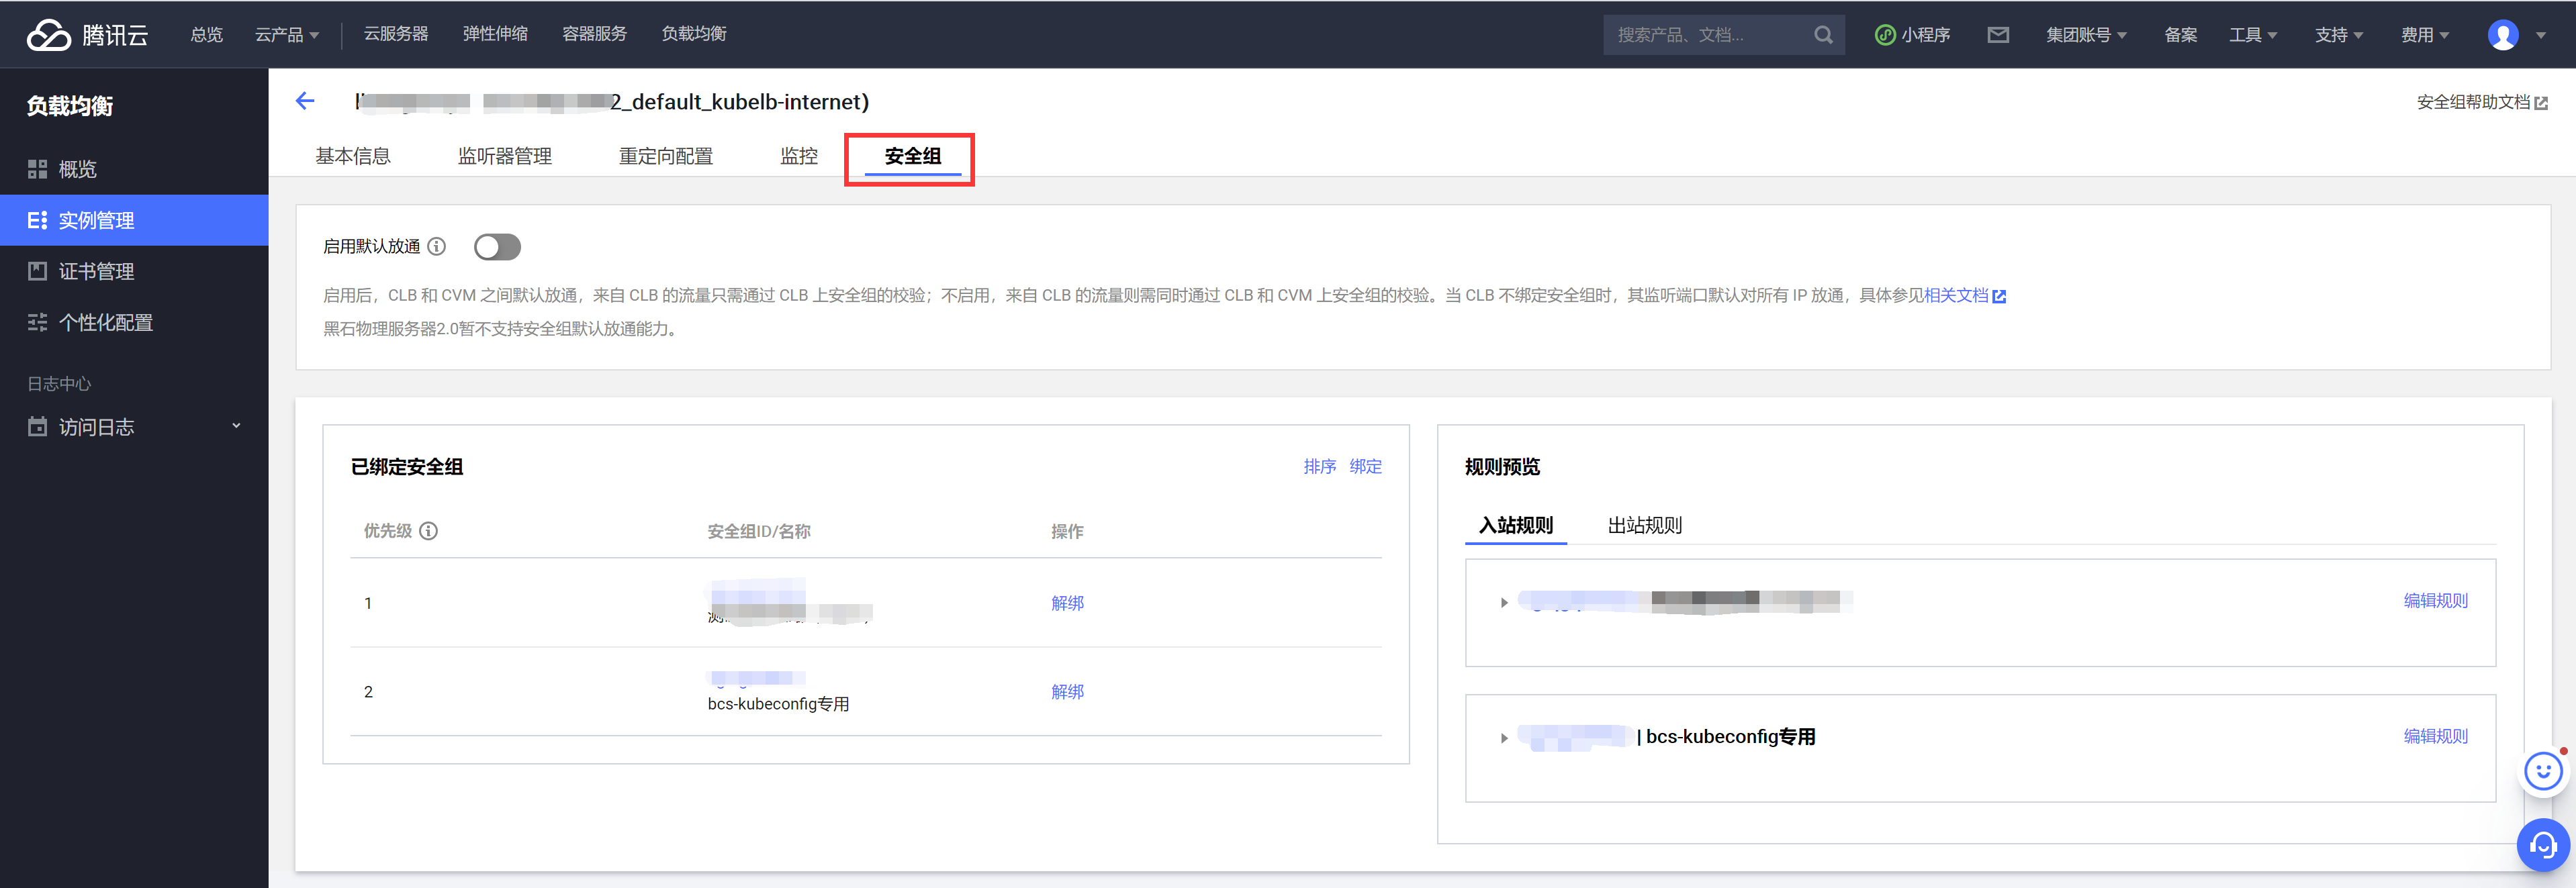 腾讯云 总览 云产品 云服务器 弹性伸缩 容器服务 负载均衡 搜索产品、文档... 小程序 集团账号 备案 工具 支持 费用
负载均衡
概览
实例管理
证书管理
个性化配置
日志中心
访问日志
2_default_kubelb-internet)
安全组帮助文档
基本信息 监听器管理 重定向配置 监控 安全组
启用默认放通
启用后，CLB 和 CVM 之间默认放通，来自 CLB 的流量只需通过 CLB 上安全组的校验；不启用，来自 CLB 的流量则需同时通过 CLB 和 CVM 上安全组的校验。当 CLB 不绑定安全组时，其监听端口默认对所有 IP 放通，具体参见相关文档
黑石物理服务器2.0暂不支持安全组默认放通能力。
已绑定安全组 排序 绑定
优先级 安全组ID/名称 操作
1 解绑
2 bcs-kubeconfig专用 解绑
规则预览
入站规则 出站规则
编辑规则
| bcs-kubeconfig专用 编辑规则